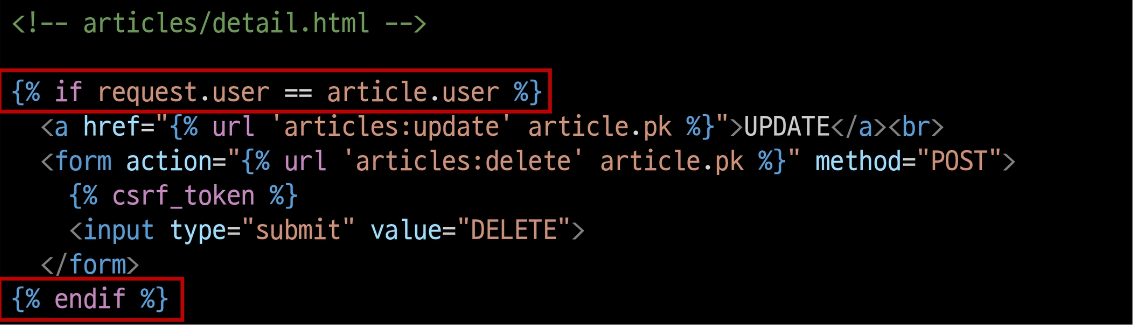 <!-- articles/detail.html -->
{% if request.user == article.user %}
<a href="{% url 'articles:update' article.pk %}">UPDATE</a><br>
<form action="{% url 'articles:delete' article.pk %}" method="POST">
{% csrf_token %}
<input type="submit" value="DELETE">
</form>
{% endif %}